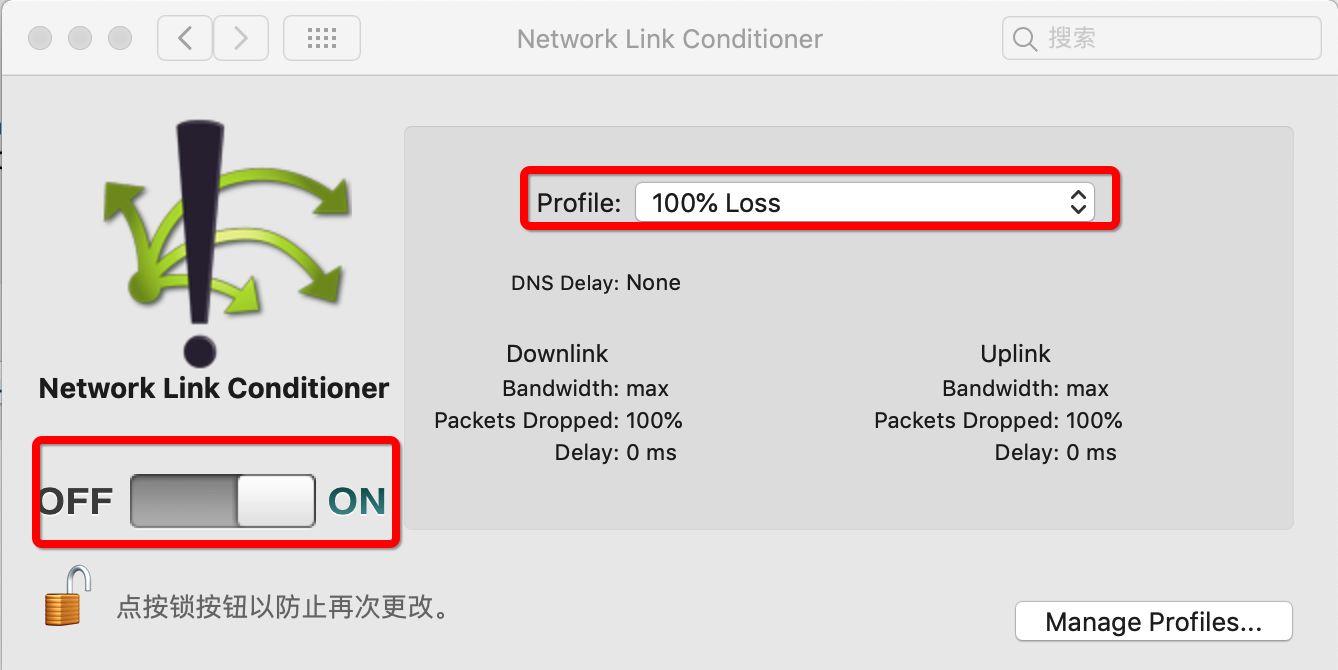 Network Link Conditioner
搜索
Profile: 100% Loss
DNS Delay: None
Downlink
Bandwidth: max
Packets Dropped: 100%
Delay: 0 ms
Uplink
Bandwidth: max
Packets Dropped: 100%
Delay: 0 ms
Network Link Conditioner
OFF ON
点按锁按钮以防止再次更改。
Manage Profiles...